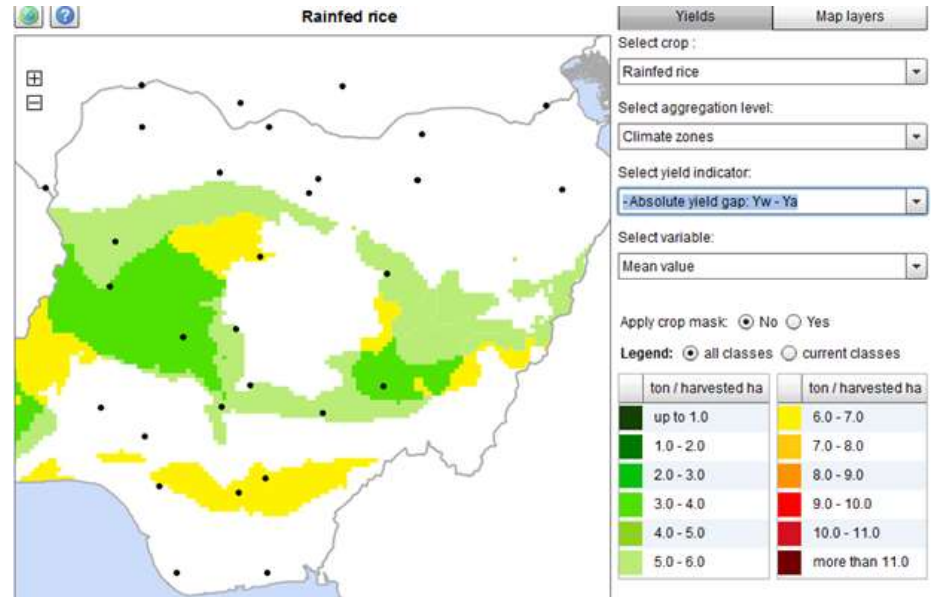 Rainfed rice
Yields
Map layers
Select crop :
Rainfed rice
Select aggregation level:
Climate zones
Select yield indicator:
- Absolute yield gap: Yw - Ya
Select variable:
Mean value
Apply crop mask: No Yes
Legend: all classes current classes
ton / harvested ha ton / harvested ha
up to 1.0 6.0 - 7.0
1.0 - 2.0 7.0 - 8.0
2.0 - 3.0 8.0 - 9.0
3.0 - 4.0 9.0 - 10.0
4.0 - 5.0 10.0 - 11.0
5.0 - 6.0 more than 11.0